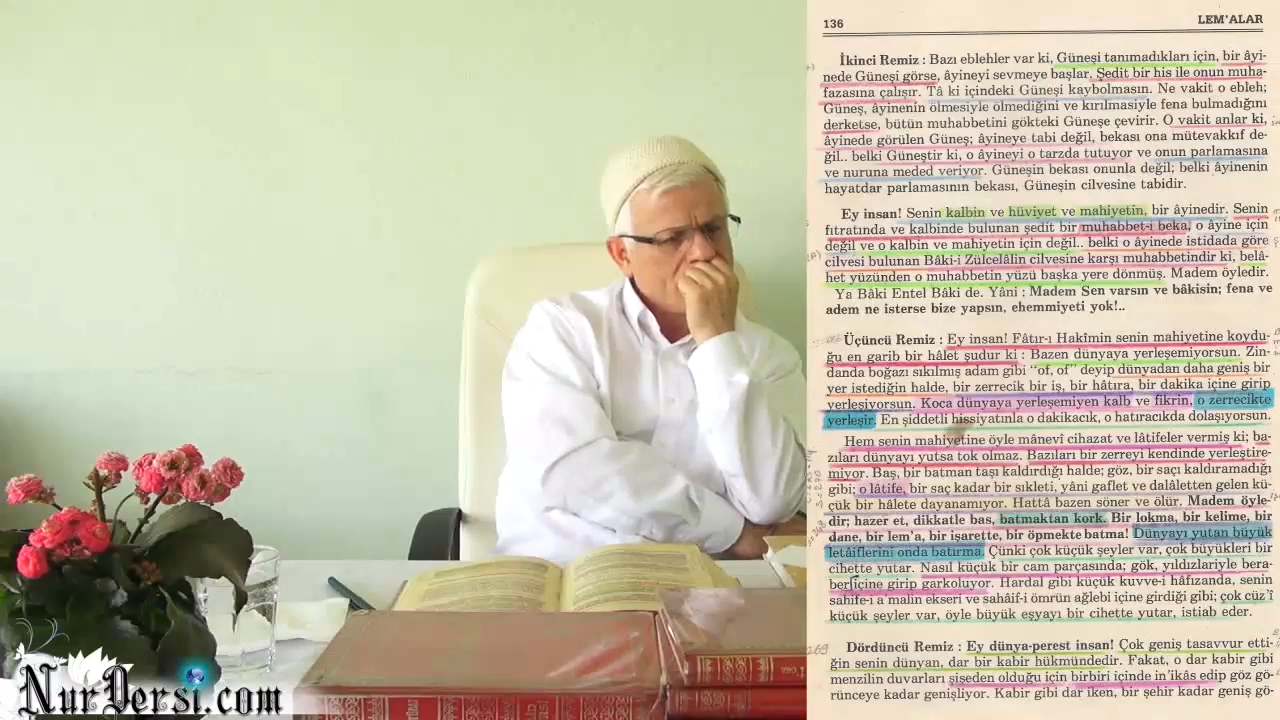 136
LEM'ALAR
İkinci Remiz : Bazı eblehler var ki, Güneşi tanımadıkları için, bir âyi-
nede Güneşi görse, âyineyi sevmeye başlar. Şedit bir his ile onun muha-
fazasına çalışır. Tâ ki içindeki Güneşi kaybolmasın. Ne vakit o ebleh;
Güneş, âyinenin ölmesiyle ölmediğini ve kırılmasiyle fena bulmadığını
derketse, bütün muhabbetini gökteki Güneşe çevirir. O vakit anlar ki,
âyinede görülen Güneş; âyineye tabi değil, bekası ona mütevakkıf de-
ğil.. belki Güneştir ki, o âyineyi o tarzda tutuyor ve onun parlamasına
ve nuruna meded veriyor. Güneşin bekası onunla değil; belki âyinenin
hayatdar parlamasının bekası, Güneşin cilvesine tabidir.
Ey insan! Senin kalbin ve hüviyet ve mahiyetin, bir âyinedir. Senin
fıtratında ve kalbinde bulunan şedit bir muhabbet-i beka, o âyine için
değil ve o kalbin ve mahiyetin için değil.. belki o âyinede istidada göre
cilvesi bulunan Bâki-i Zülcelâlin cilvesine karşı muhabbetindir ki, belâ-
het yüzünden o muhabbetin yüzü başka yere dönmüş. Madem öyledir.
Ya Bâki Entel Bâki de. Yâni : Madem Sen varsın ve bâkisin; fena ve
adem ne isterse bize yapsın, ehemmiyeti yok!..
Üçüncü Remiz : Ey insan! Fâtır-ı Hakîmin senin mahiyetine koydu-
ğu en garib bir hâlet şudur ki : Bazen dünyaya yerleşemiyorsun. Zin-
danda boğazı sıkılmış adam gibi "of, of" deyip dünyadan daha geniş bir
yer istediğin halde, bir zerrecik bir iş, bir hâtıra, bir dakika içine girip
yerleşiyorsun. Koca dünyaya yerleşemiyen kalb ve fikrin, o zerrecikte
yerleşir. En şiddetli hissiyatınla o dakikacık, o hatıracıkda dolaşıyorsun.
Hem senin mahiyetine öyle mânevî cihazat ve lâtifeler vermiş ki; ba-
zıları dünyayı yutsa tok olmaz. Bazıları bir zerreyi kendinde yerleştire-
miyor. Baş, bir batman taşı kaldırdığı halde; göz, bir saçı kaldıramadığı
gibi; o lâtife, bir saç kadar bir sıkleti, yâni gaflet ve dalâletten gelen kü-
çük bir hâlete dayanamıyor. Hattâ bazen söner ve ölür. Madem öyle-
dir; hazer et, dikkatle bas, batmaktan kork. Bir lokma, bir kelime, bir
dane, bir lem'a, bir işarette, bir öpmekte batma! Dünyayı yutan büyük
letâiflerini onda batırma. Çünki çok küçük şeyler var, çok büyükleri bir
cihette yutar. Nasıl küçük bir cam parçasında; gök, yıldızlariyle bera-
berliçine girip garkoluyor. Hardal gibi küçük kuvve-i hâfızanda, senin
sahife-i a'malin ekseri ve sahâif-i ömrün ağlebi içine girdiği gibi; çok cüz'î
küçük şeyler var, öyle büyük eşyayı bir cihette yutar, istiab eder.
Dördüncü Remiz : Ey dünya-perest insan! Çok geniş tasavvur etti-
ğin senin dünyan, dar bir kabir hükmündedir. Fakat, o dar kabir gibi
menzilin duvarları şişeden olduğu için birbiri içinde in'ikâs edip göz gö-
rünceye kadar genişliyor. Kabir gibi dar iken, bir şehir kadar geniş gö-
NurDersi.com